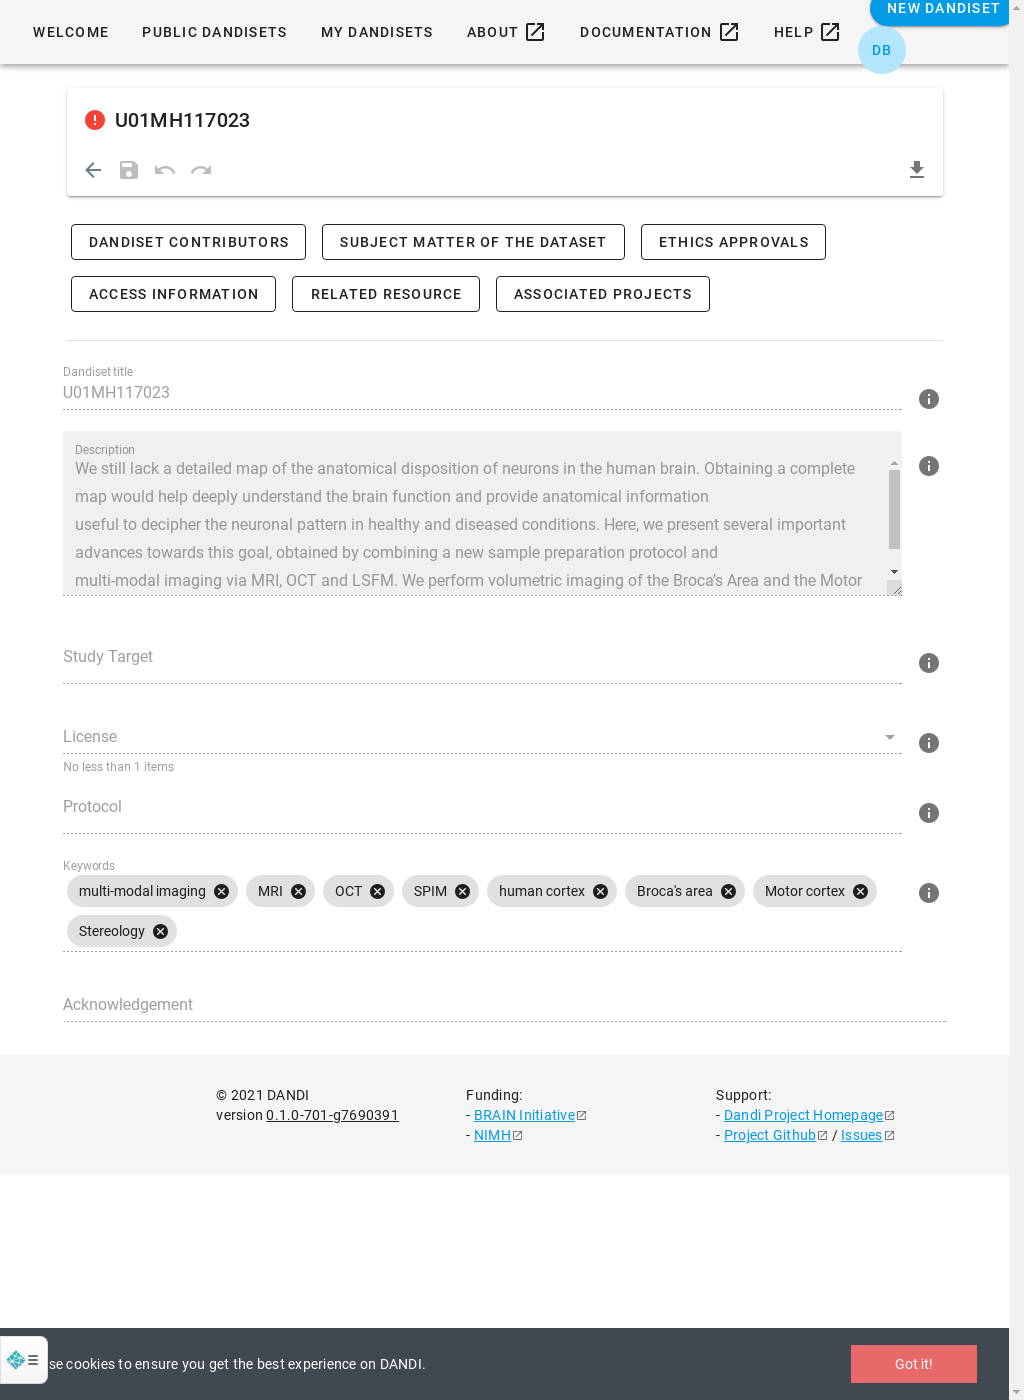 NEW DANDISET
WELCOME PUBLIC DANDISETS MY DANDISETS ABOUT DOCUMENTATION HELP
DB
U01MH117023
DANDISET CONTRIBUTORS SUBJECT MATTER OF THE DATASET ETHICS APPROVALS
ACCESS INFORMATION RELATED RESOURCE ASSOCIATED PROJECTS
Dandiset title
U01MH117023
Description
We still lack a detailed map of the anatomical disposition of neurons in the human brain. Obtaining a complete
map would help deeply understand the brain function and provide anatomical information
useful to decipher the neuronal pattern in healthy and diseased conditions. Here, we present several important
advances towards this goal, obtained by combining a new sample preparation protocol and
multi-modal imaging via MRI, OCT and LSFM. We perform volumetric imaging of the Broca’s Area and the Motor
Study Target
License
No less than 1 items
Protocol
Keywords
multi-modal imaging MRI OCT SPIM human cortex Broca's area Motor cortex
Stereology
Acknowledgement
© 2021 DANDI
version 0.1.0-701-g7690391
Funding:
- BRAIN Initiative
- NIMH
Support:
- Dandi Project Homepage
- Project Github / Issues
se cookies to ensure you get the best experience on DANDI.
Got it!